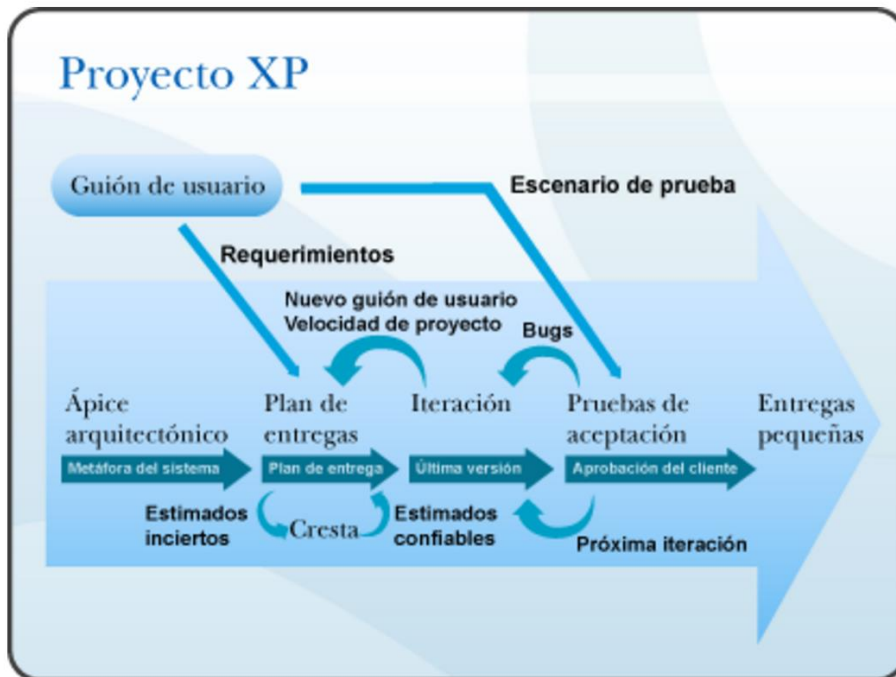 Proyecto XP
Guión de usuario
Escenario de prueba
Requerimientos
Nuevo guión de usuario
Velocidad de proyecto
Bugs
Ápice
arquitectónico
Plan de
entregas
Iteración
Pruebas de
aceptación
Entregas
pequeñas
Metáfora del sistema
Plan de entrega
Última versión
Aprobación del cliente
Estimados
inciertos
Cresta
Estimados
confiables
Próxima iteración